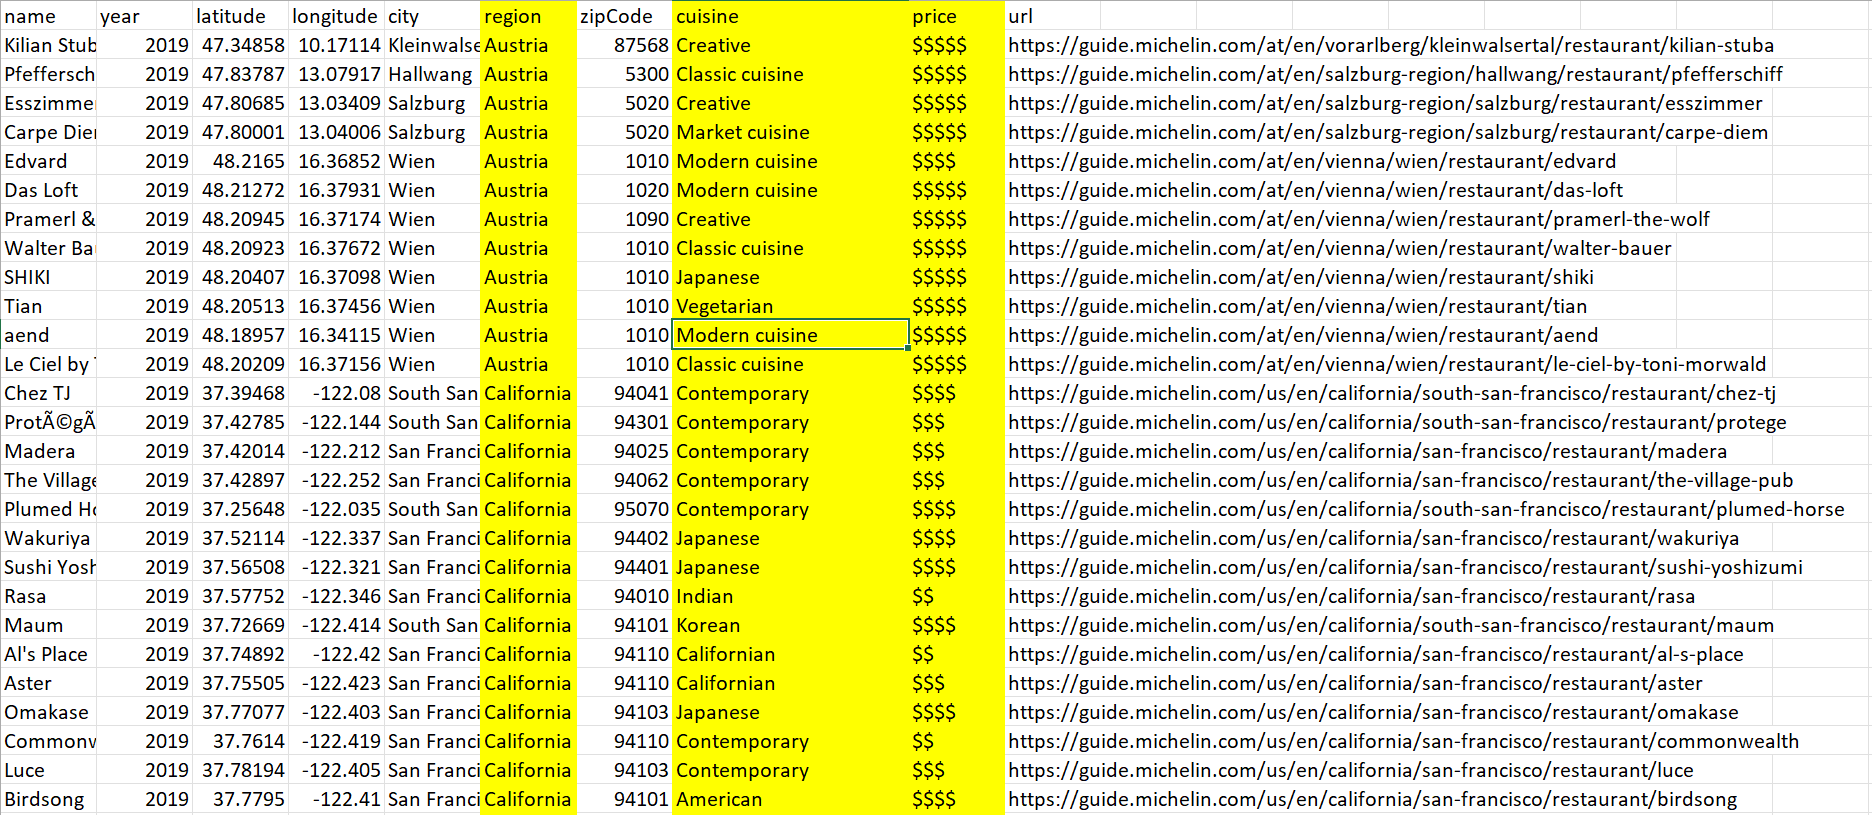 name year latitude longitude city region zipCode cuisine price url
Kilian Stub 2019 47.34858 10.17114 Kleinwalse Austria 87568 Creative $$$$$ https://guide.michelin.com/at/en/vorarlberg/kleinwalsertal/restaurant/kilian-stuba
Pfeffersch 2019 47.83787 13.07917 Hallwang Austria 5300 Classic cuisine $$$$$ https://guide.michelin.com/at/en/salzburg-region/hallwang/restaurant/pfefferschiff
Esszimmer 2019 47.80685 13.03409 Salzburg Austria 5020 Creative $$$$$ https://guide.michelin.com/at/en/salzburg-region/salzburg/restaurant/esszimmer
Carpe Dier 2019 47.80001 13.04006 Salzburg Austria 5020 Market cuisine $$$$$ https://guide.michelin.com/at/en/salzburg-region/salzburg/restaurant/carpe-diem
Edvard 2019 48.2165 16.36852 Wien Austria 1010 Modern cuisine $$$$ https://guide.michelin.com/at/en/vienna/wien/restaurant/edvard
Das Loft 2019 48.21272 16.37931 Wien Austria 1020 Modern cuisine $$$$$ https://guide.michelin.com/at/en/vienna/wien/restaurant/das-loft
Pramerl & 2019 48.20945 16.37174 Wien Austria 1090 Creative $$$$$ https://guide.michelin.com/at/en/vienna/wien/restaurant/pramerl-the-wolf
Walter Ba 2019 48.20923 16.37672 Wien Austria 1010 Classic cuisine $$$$$ https://guide.michelin.com/at/en/vienna/wien/restaurant/walter-bauer
SHIKI 2019 48.20407 16.37098 Wien Austria 1010 Japanese $$$$$ https://guide.michelin.com/at/en/vienna/wien/restaurant/shiki
Tian 2019 48.20513 16.37456 Wien Austria 1010 Vegetarian $$$$$ https://guide.michelin.com/at/en/vienna/wien/restaurant/tian
aend 2019 48.18957 16.34115 Wien Austria 1010 Modern cuisine $$$$$ https://guide.michelin.com/at/en/vienna/wien/restaurant/aend
Le Ciel by T 2019 48.20209 16.37156 Wien Austria 1010 Classic cuisine $$$$$ https://guide.michelin.com/at/en/vienna/wien/restaurant/le-ciel-by-toni-morwald
Chez TJ 2019 37.39468 -122.08 South San California 94041 Contemporary $$$$ https://guide.michelin.com/us/en/california/south-san-francisco/restaurant/chez-tj
ProtÃ©gÃ 2019 37.42785 -122.144 South San California 94301 Contemporary $$$ https://guide.michelin.com/us/en/california/south-san-francisco/restaurant/protege
Madera 2019 37.42014 -122.212 San Franci California 94025 Contemporary $$$ https://guide.michelin.com/us/en/california/san-francisco/restaurant/madera
The Village 2019 37.42897 -122.252 San Franci California 94062 Contemporary $$$ https://guide.michelin.com/us/en/california/san-francisco/restaurant/the-village-pub
Plumed Ho 2019 37.25648 -122.035 South San California 95070 Contemporary $$$$ https://guide.michelin.com/us/en/california/south-san-francisco/restaurant/plumed-horse
Wakuriya 2019 37.52114 -122.337 San Franci California 94402 Japanese $$$$ https://guide.michelin.com/us/en/california/san-francisco/restaurant/wakuriya
Sushi Yosh 2019 37.56508 -122.321 San Franci California 94401 Japanese $$$$ https://guide.michelin.com/us/en/california/san-francisco/restaurant/sushi-yoshizumi
Rasa 2019 37.57752 -122.346 San Franci California 94010 Indian $$ https://guide.michelin.com/us/en/california/san-francisco/restaurant/rasa
Maum 2019 37.72669 -122.414 South San California 94101 Korean $$$$ https://guide.michelin.com/us/en/california/south-san-francisco/restaurant/maum
Al's Place 2019 37.74892 -122.42 San Franci California 94110 Californian $$ https://guide.michelin.com/us/en/california/san-francisco/restaurant/al-s-place
Aster 2019 37.75505 -122.423 San Franci California 94110 Californian $$$ https://guide.michelin.com/us/en/california/san-francisco/restaurant/aster
Omakase 2019 37.77077 -122.403 San Franci California 94103 Japanese $$$$ https://guide.michelin.com/us/en/california/san-francisco/restaurant/omakase
Commonw 2019 37.7614 -122.419 San Franci California 94110 Contemporary $$ https://guide.michelin.com/us/en/california/san-francisco/restaurant/commonwealth
Luce 2019 37.78194 -122.405 San Franci California 94103 Contemporary $$$ https://guide.michelin.com/us/en/california/san-francisco/restaurant/luce
Birdsong 2019 37.7795 -122.41 San Franci California 94101 American $$$$ https://guide.michelin.com/us/en/california/san-francisco/restaurant/birdsong